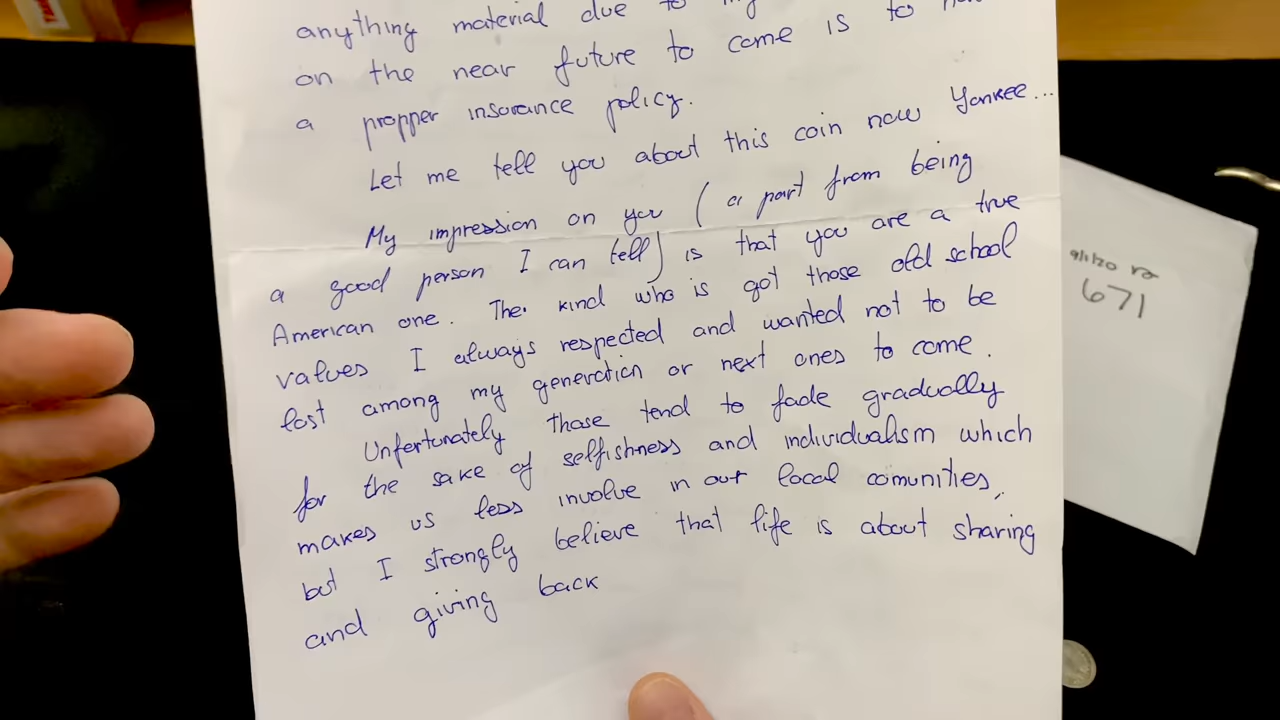 anything material due to
on the near future to come is to
a propper insurance policy.
Let me tell you about this coin now Yankee...
My impression on you ( a part from being
a good person I can tell) is that you are a true
American one. The kind who is got those old school
values I always respected and wanted not to be
lost among my generation or next ones to come.
Unfortunately those tend to fade gradually
for the sake of selfishness and individualism which
makes us less involve in our local comunities,
but I strongly believe that life is about sharing
and giving back
9/1/20
671